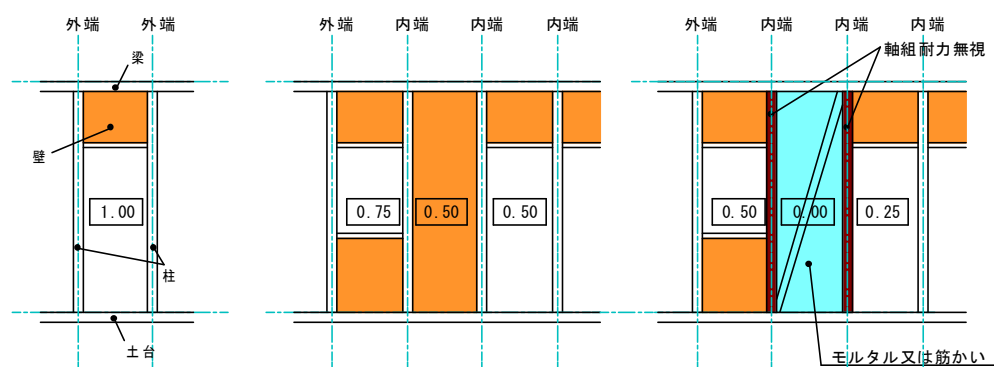 外端 外端 内端 内端 内端 外端 内端 内端 内端
梁
軸組耐力無視
壁
1.00 0.75 0.50 0.50 0.50 0.00 0.25
柱
土台
モルタル又は筋かい